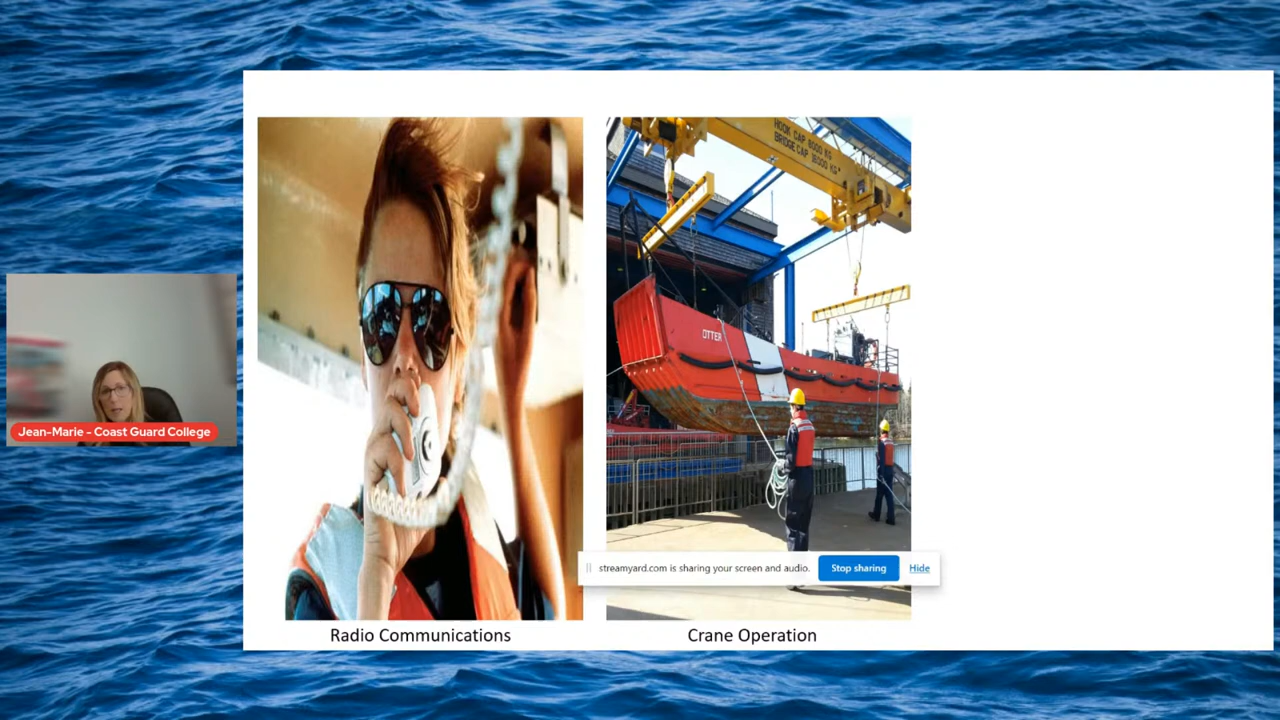 HOOK CAP 8000 KG
BRIDGE CAP 16000 KG
OTTER
Jean-Marie - Coast Guard College
streamyard.com is sharing your screen and audio.
Stop sharing
Hide
Radio Communications
Crane Operation